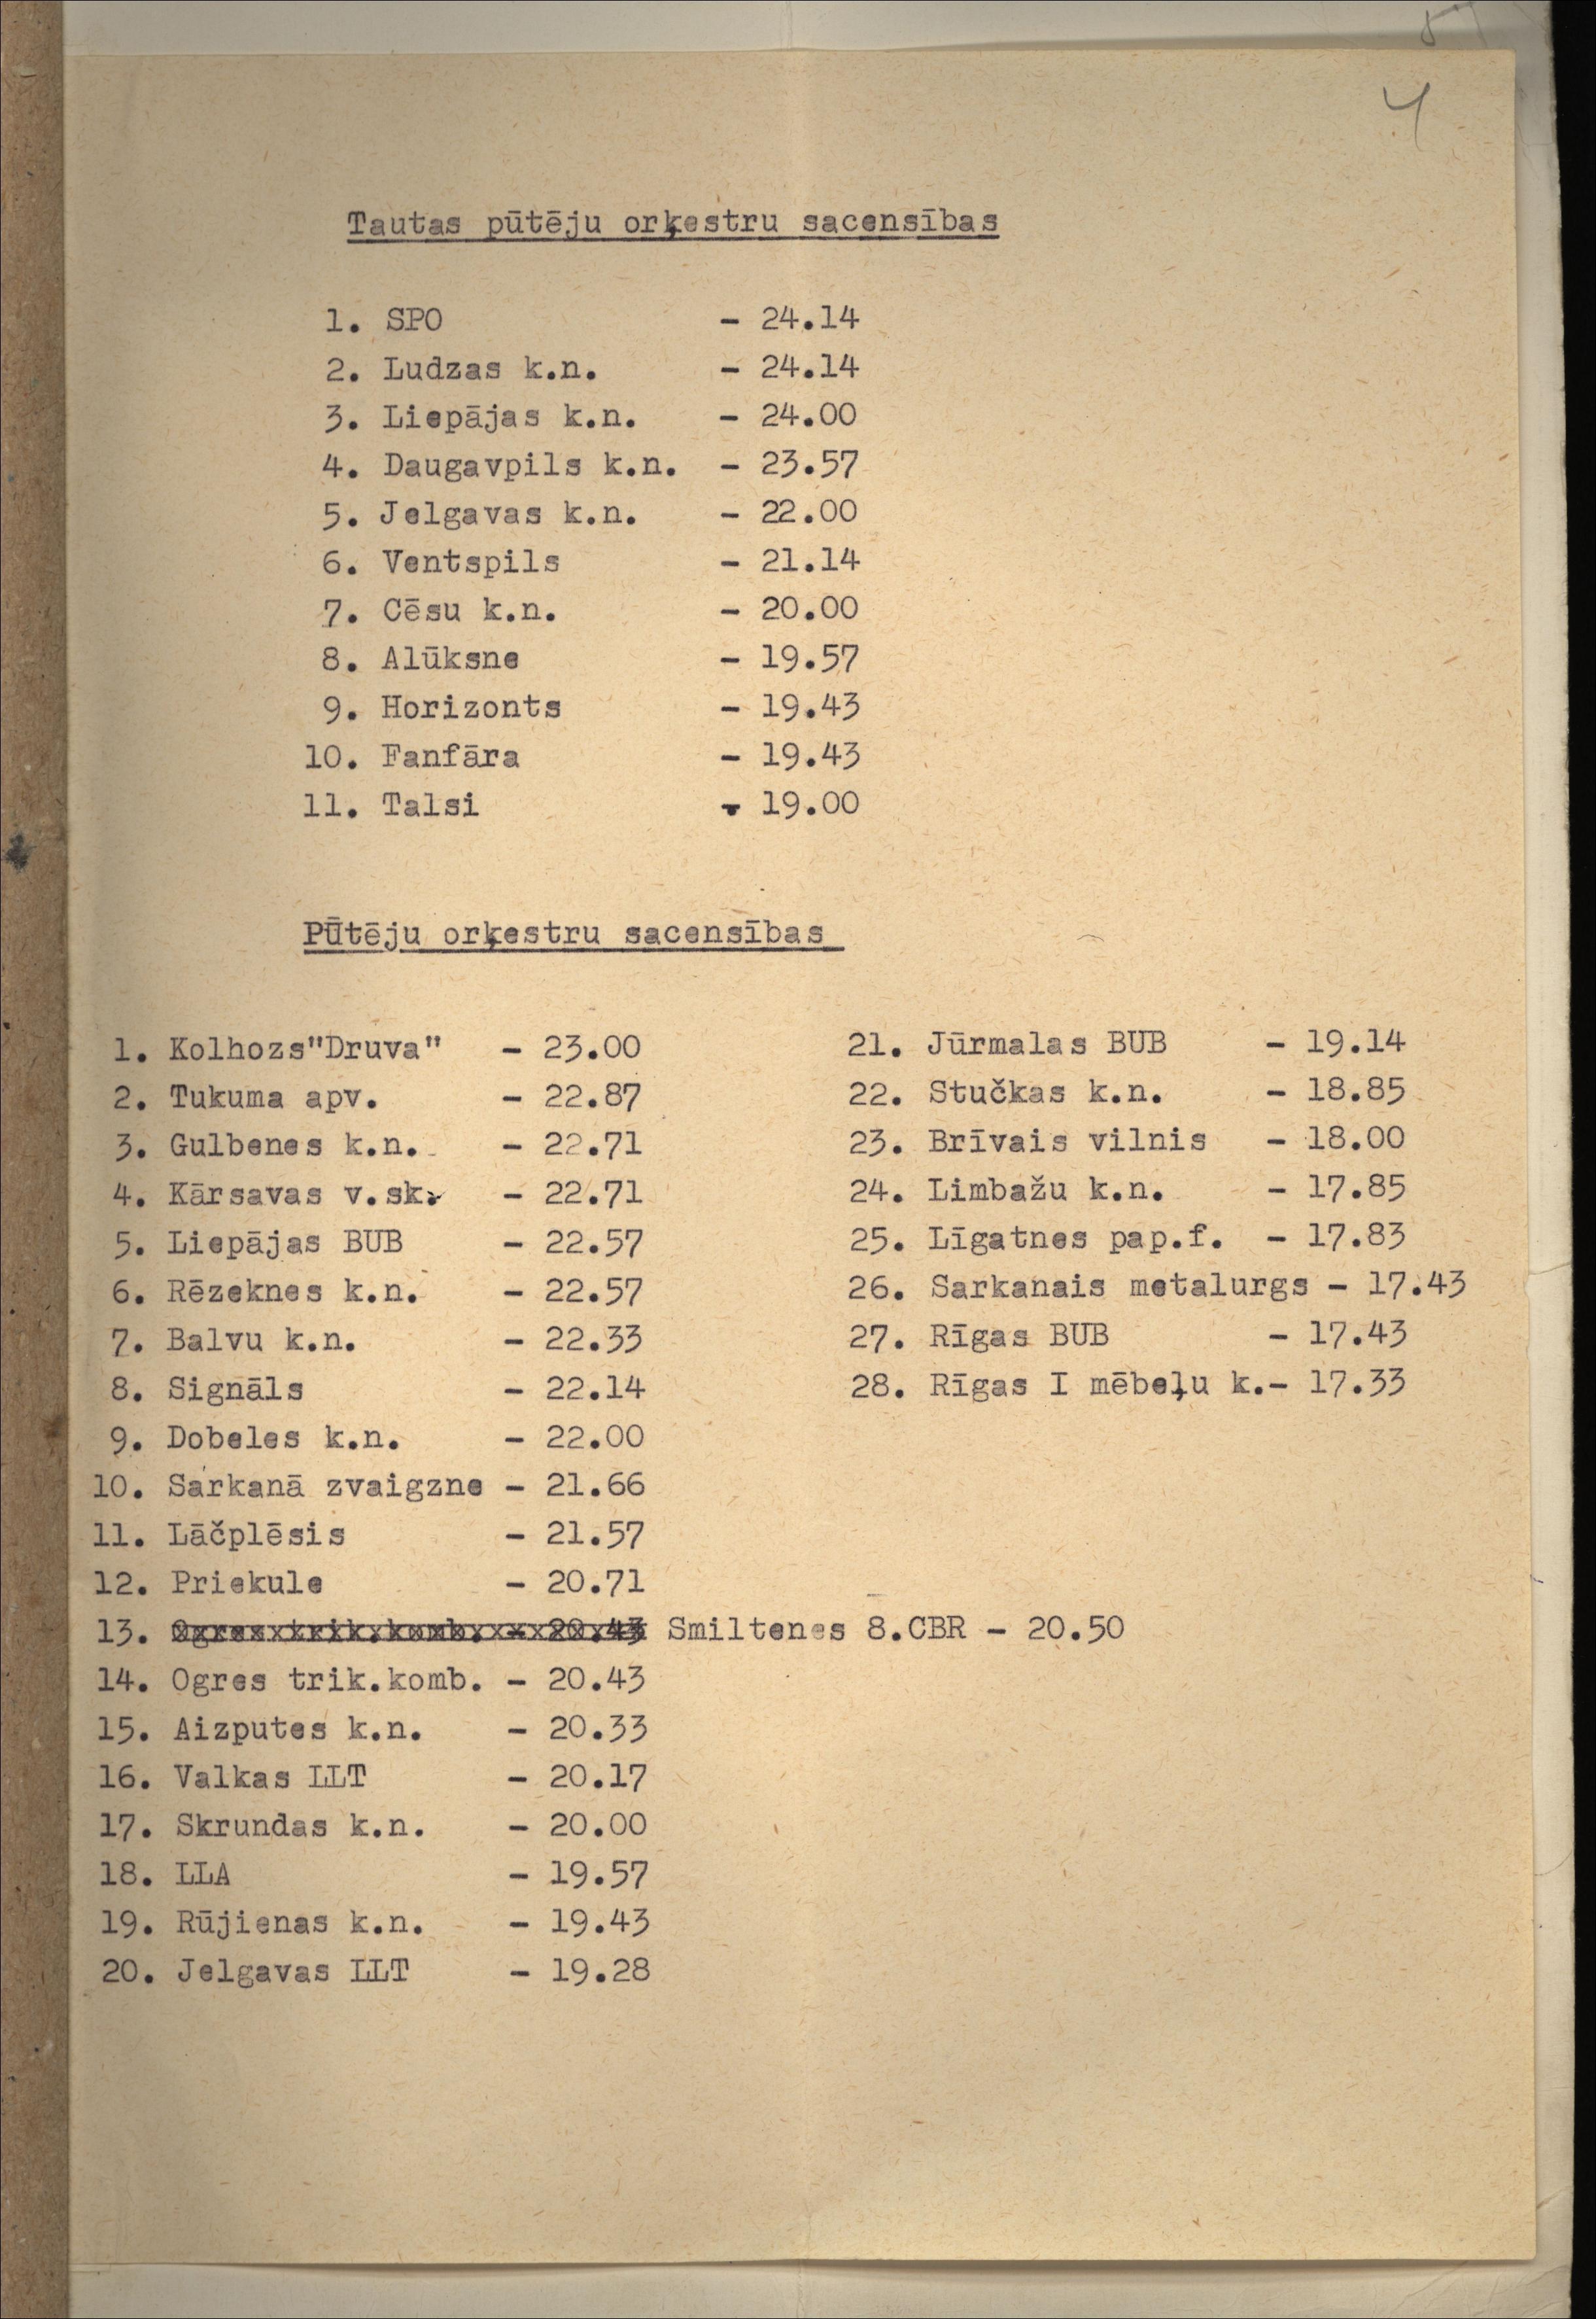 4
Tautas pūtēju orķestru sacensības
1. SPO - 24.14
2. Ludzas k.n. - 24.14
3. Liepājas k.n. - 24.00
4. Daugavpils k.n. - 23.57
5. Jelgavas k.n. - 22.00
6. Ventspils - 21.14
7. Cēsu k.n. - 20.00
8. Alūksne - 19.57
9. Horizonts - 19.43
10. Fanfāra - 19.43
11. Talsi - 19.00
Pūtēju orķestru sacensības
1. Kolhozs"Druva" - 23.00
2. Tukuma apv. - 22.87
3. Gulbenes k.n. - 22.71
4. Kārsavas v.sk. - 22.71
5. Liepājas BUB - 22.57
6. Rēzeknes k.n. - 22.57
7. Balvu k.n. - 22.33
8. Signāls - 22.14
9. Dobeles k.n. - 22.00
10. Sarkanā zvaigzne - 21.66
11. Lāčplēsis - 21.57
12. Priekule - 20.71
13. Ogres trik.komb. - 20.43 Smiltenes 8.CBR - 20.50
14. Ogres trik.komb. - 20.43
15. Aizputes k.n. - 20.33
16. Valkas LLT - 20.17
17. Skrundas k.n. - 20.00
18. LLA - 19.57
19. Rūjienas k.n. - 19.43
20. Jelgavas LLT - 19.28
21. Jūrmalas BUB - 19.14
22. Stučkas k.n. - 18.85
23. Brīvais vilnis - 18.00
24. Limbažu k.n. - 17.85
25. Līgatnes pap.f. - 17.83
26. Sarkanais metalurgs - 17.43
27. Rīgas BUB - 17.43
28. Rīgas I mēbeļu k.- 17.33